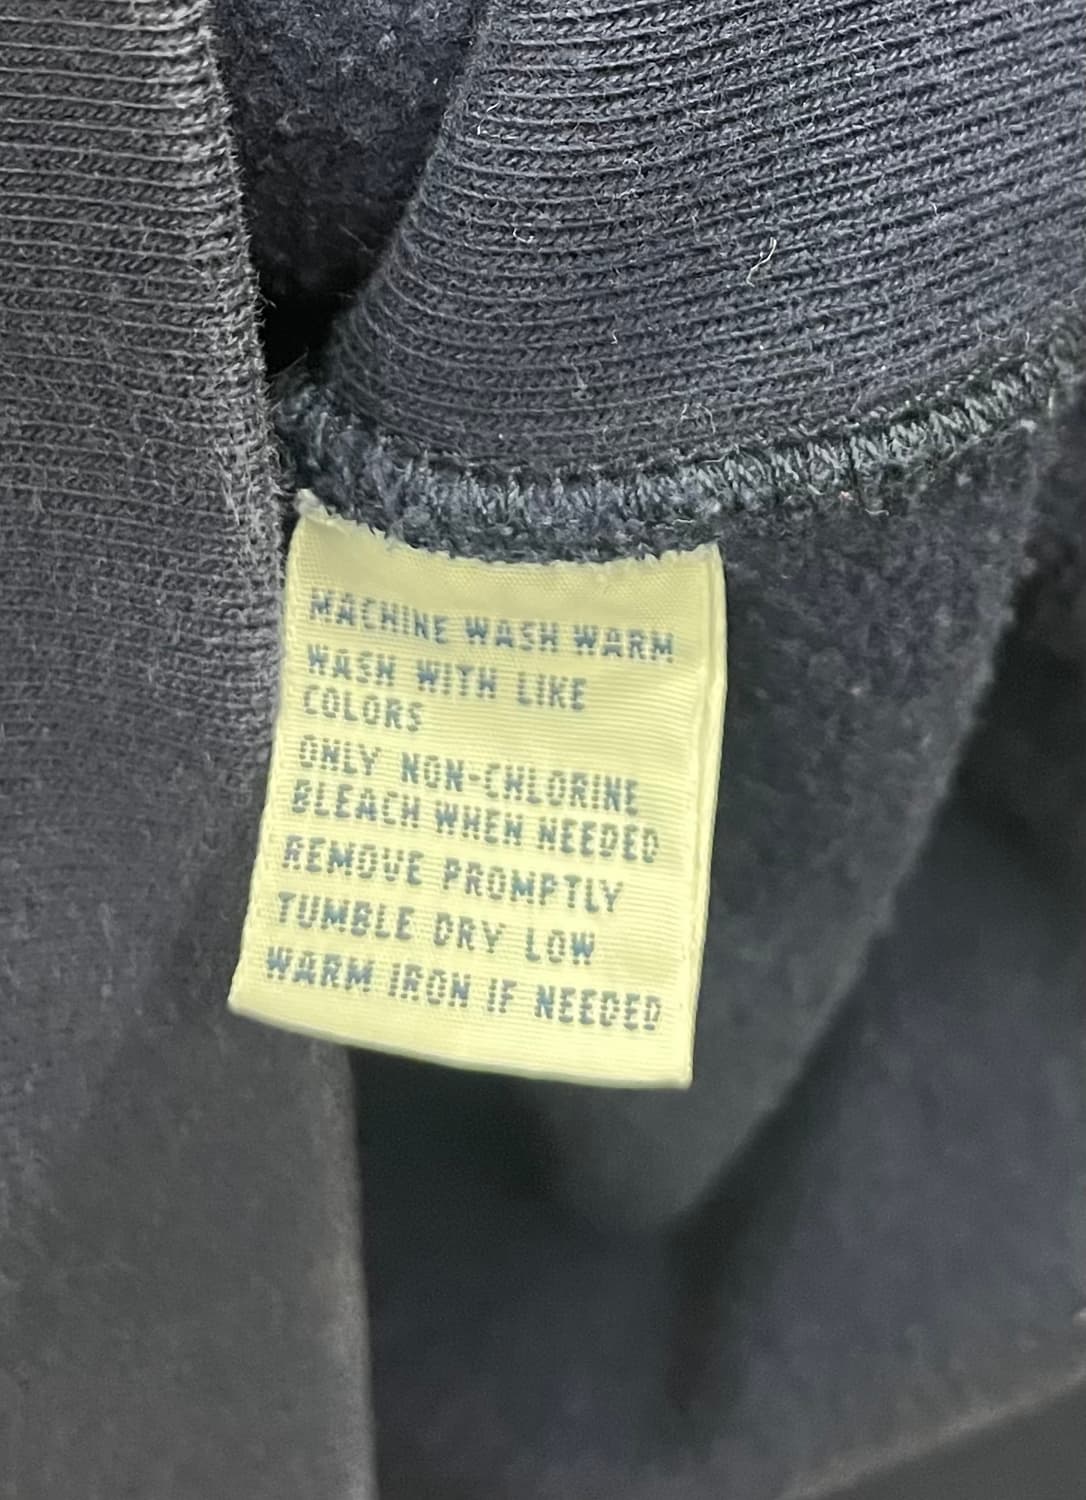 MACHINE WASH WARM
WASH WITH LIKE
COLORS
ONLY NON-CHLORINE
BLEACH WHEN NEEDED
REMOVE PROMPTLY
TUMBLE DRY LOW
WARM IRON IF NEEDED